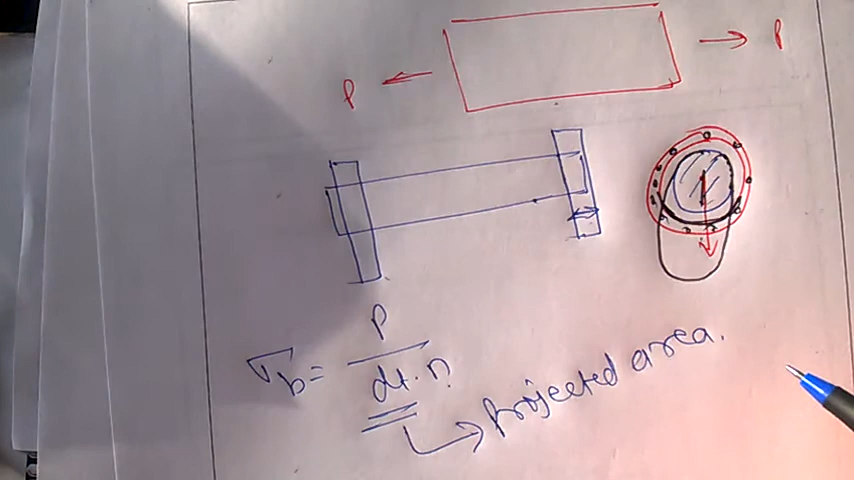 P
P
σb = P / dt.n
Projected area.